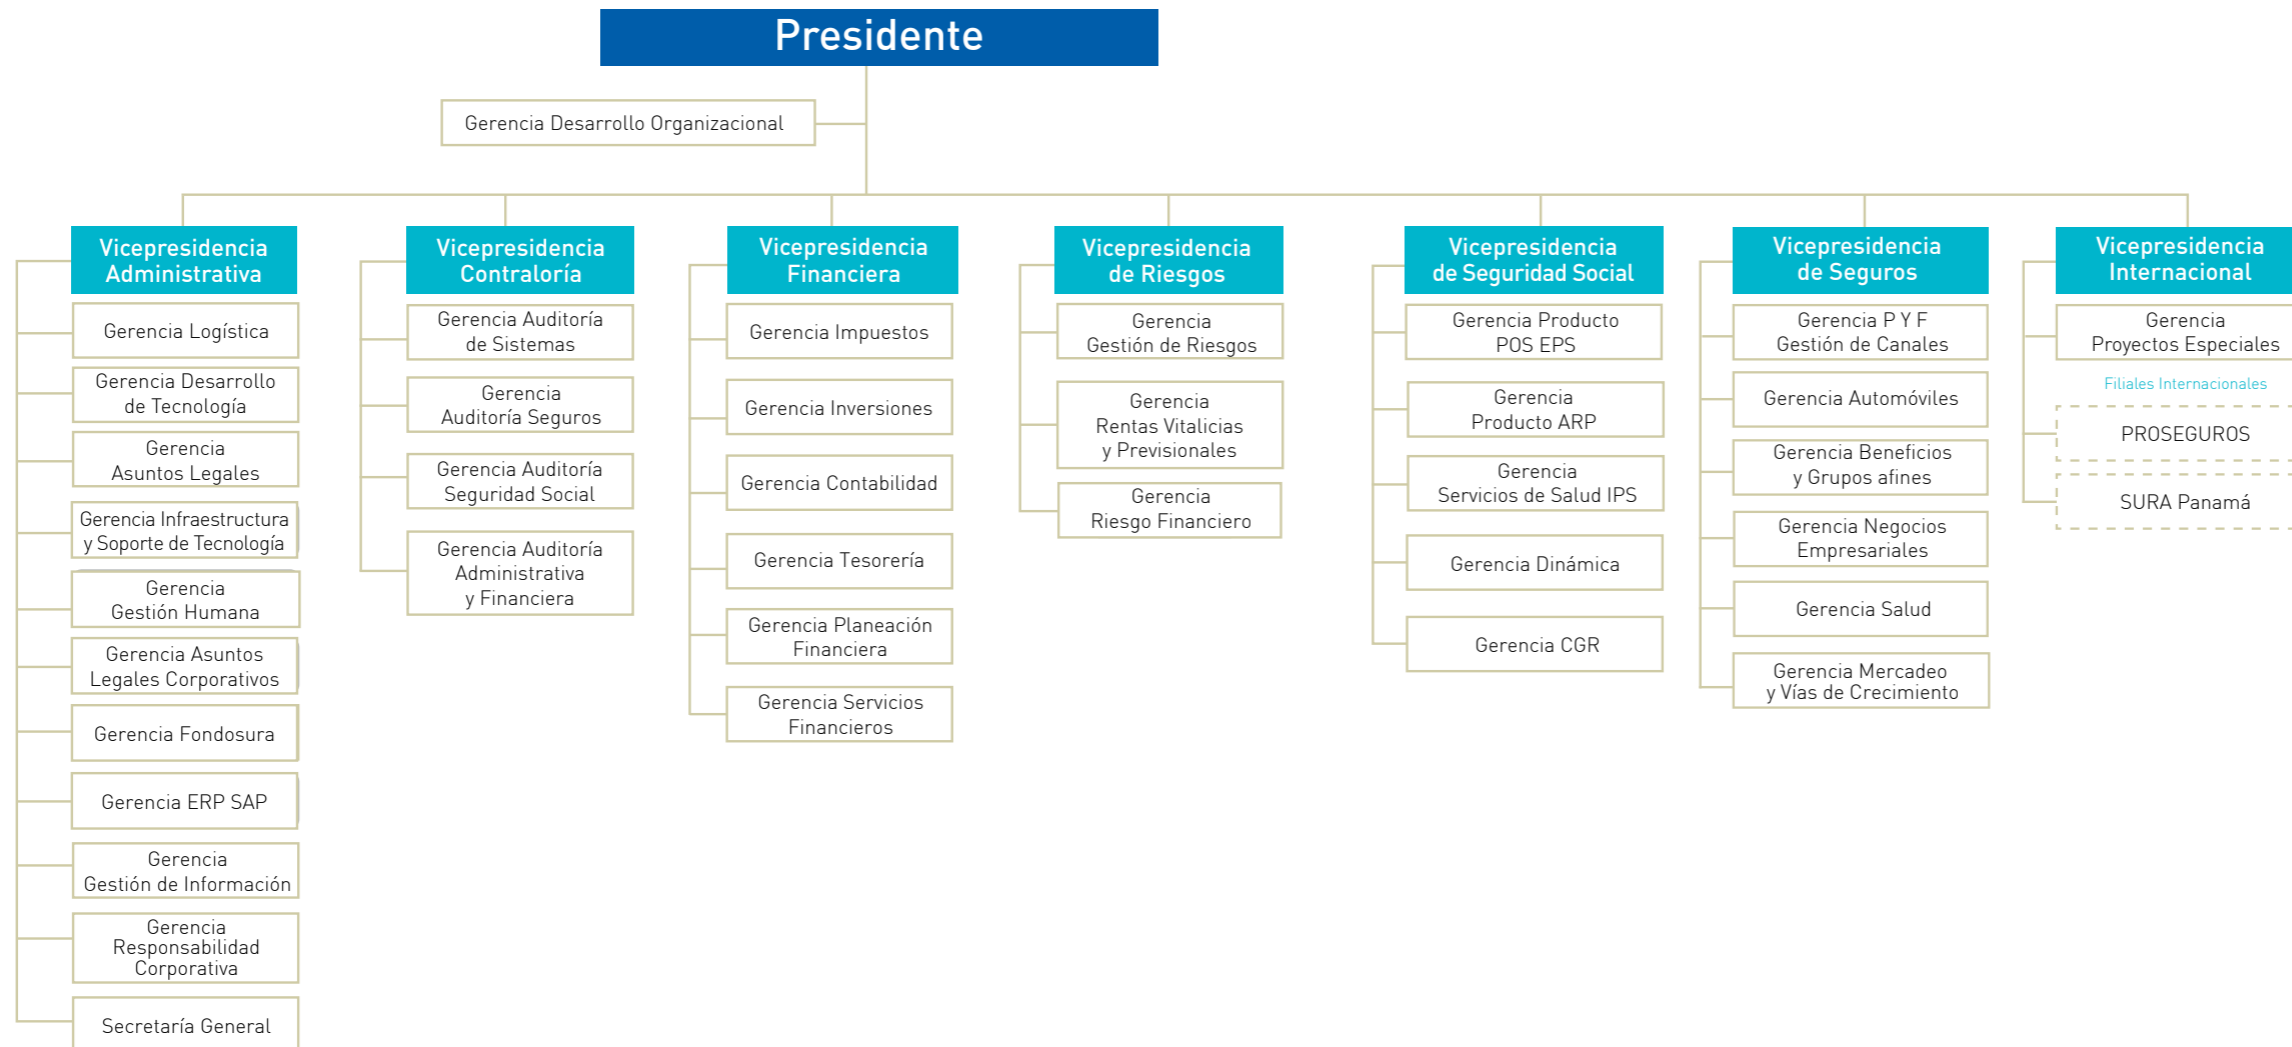 Presidente
Gerencia Desarrollo Organizacional
Vicepresidencia
Administrativa
Gerencia Logística
Gerencia Desarrollo
de Tecnología
Gerencia
Asuntos Legales
Gerencia Infraestructura
y Soporte de Tecnología
Gerencia
Gestión Humana
Gerencia Asuntos
Legales Corporativos
Gerencia Fondosura
Gerencia ERP SAP
Gerencia
Gestión de Información
Gerencia
Responsabilidad
Corporativa
Secretaría General
Vicepresidencia
Contraloría
Gerencia Auditoría
de Sistemas
Gerencia
Auditoría Seguros
Gerencia Auditoría
Seguridad Social
Gerencia Auditoría
Administrativa
y Financiera
Vicepresidencia
Financiera
Gerencia Impuestos
Gerencia Inversiones
Gerencia Contabilidad
Gerencia Tesorería
Gerencia Planeación
Financiera
Gerencia Servicios
Financieros
Vicepresidencia
de Riesgos
Gerencia
Gestión de Riesgos
Gerencia
Rentas Vitalicias
y Previsionales
Gerencia
Riesgo Financiero
Vicepresidencia
de Seguridad Social
Gerencia Producto
POS EPS
Gerencia
Producto ARP
Gerencia
Servicios de Salud IPS
Gerencia Dinámica
Gerencia CGR
Vicepresidencia
de Seguros
Gerencia P Y F
Gestión de Canales
Gerencia Automóviles
Gerencia Beneficios
y Grupos afines
Gerencia Negocios
Empresariales
Gerencia Salud
Gerencia Mercadeo
y Vías de Crecimiento
Vicepresidencia
Internacional
Gerencia
Proyectos Especiales
Filiales Internacionales
PROSEGUROS
SURA Panamá